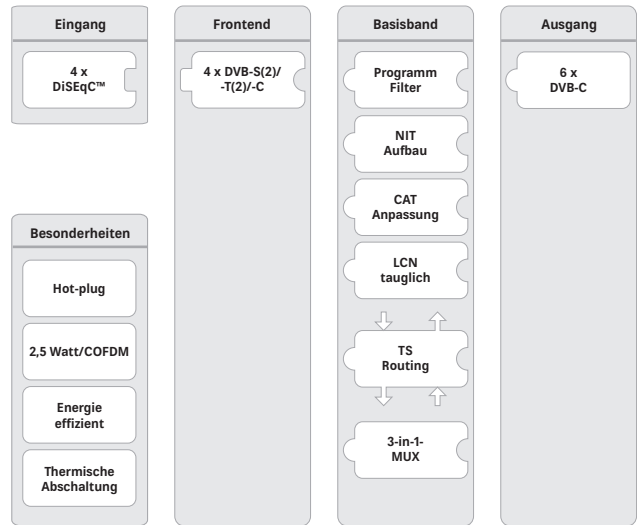 Eingang
4 x
DiSEqC™
Frontend
4 x DVB-S(2)/
-T(2)/-C
Basisband
Programm
Filter
NIT
Aufbau
CAT
Anpassung
LCN
tauglich
TS
Routing
3-in-1-
MUX
Ausgang
6 x
DVB-C
Besonderheiten
Hot-plug
2,5 Watt/COFDM
Energie
effizient
Thermische
Abschaltung